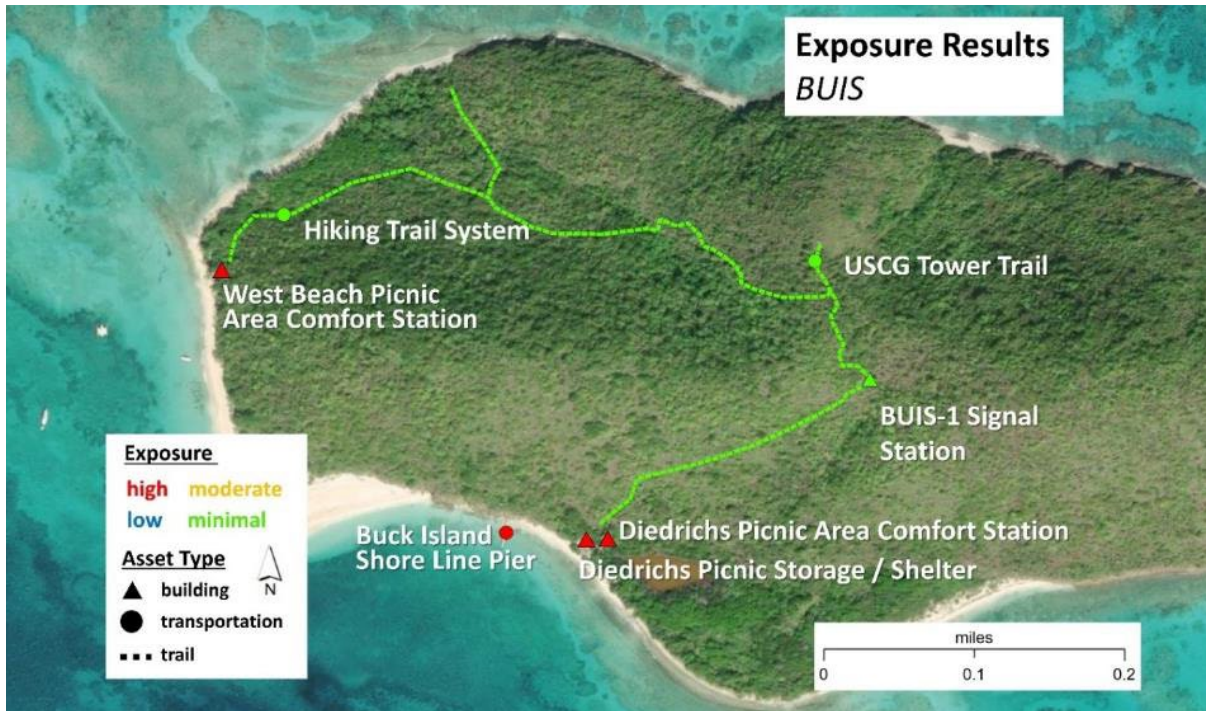 Exposure Results
BUIS
Hiking Trail System
USCG Tower Trail
West Beach Picnic
Area Comfort Station
BUIS-1 Signal
Station
Exposure
high moderate
low minimal
Asset Type
N
building
transportation
trail
Buck Island
Shore Line Pier
Diedrichs Picnic Area Comfort Station
Diedrichs Picnic Storage / Shelter
miles
0 0.1 0.2